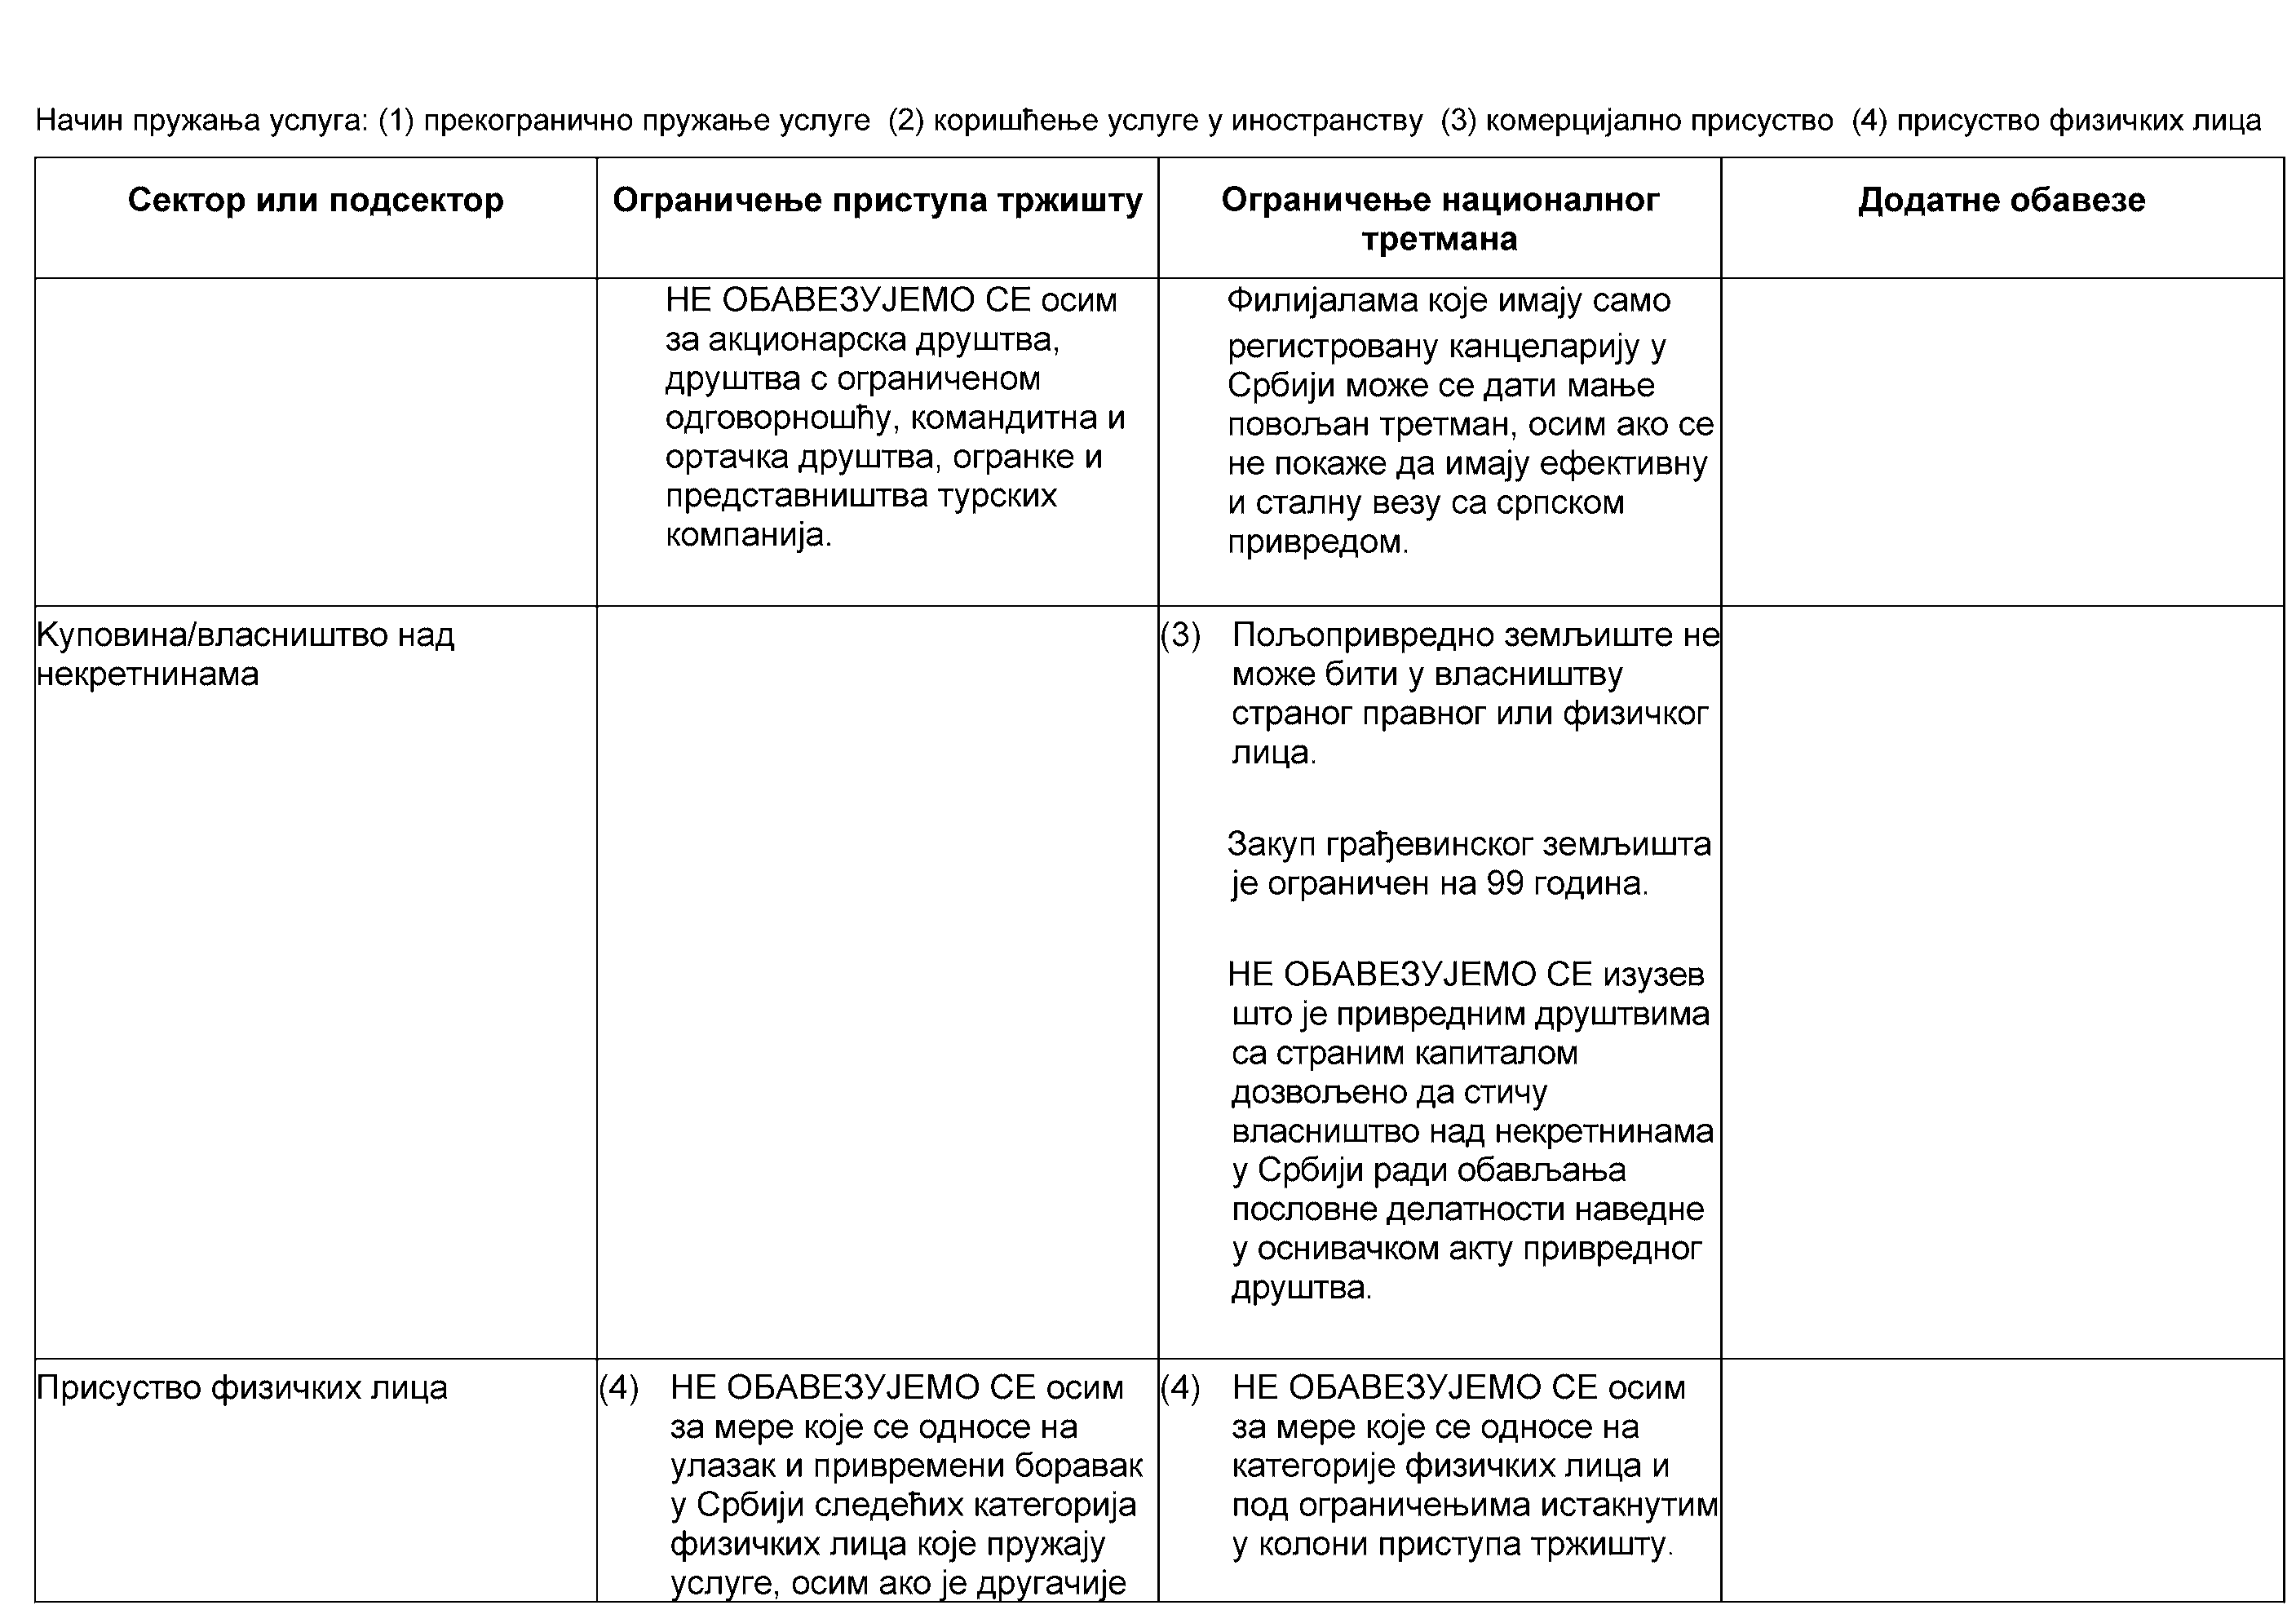 Начин пружања услуга: (1) прекогранично пружање услуге (2) коришћење услуге у иностранству (3) комерцијално присуство (4) присуство физичких лица
Сектор или подсектор
Ограничење приступа тржишту
Ограничење националног
третмана
Додатне обавезе
НЕ ОБАВЕЗУЈЕМО СЕ осим
за акционарска друштва,
друштва с ограниченом
одговорношћу, командитна и
ортачка друштва, огранке и
представништва турских
компанија.
Филијалама које имају само
регистровану канцеларију у
Србији може се дати мање
повољан третман, осим ако се
не покаже да имају ефективну
и сталну везу са српском
привредом.
Куповина/власништво над
некретнинама
(3) Пољопривредно земљиште не
може бити у власништву
страног правног или физичког
лица.
Закуп грађевинског земљишта
је ограничен на 99 година.
НЕ ОБАВЕЗУЈЕМО СЕ изузев
што је привредним друштвима
са страним капиталом
дозвољено да стичу
власништво над некретнинама
у Србији ради обављања
пословне делатности наведне
у оснивачком акту привредног
друштва.
Присуство физичких лица
(4) НЕ ОБАВЕЗУЈЕМО СЕ осим
за мере које се односе на
улазак и привремени боравак
у Србији следећих категорија
физичких лица које пружају
услуге, осим ако је другачије
(4) НЕ ОБАВЕЗУЈЕМО СЕ осим
за мере које се односе на
категорије физичких лица и
под ограничењима истакнутим
у колони приступа тржишту.